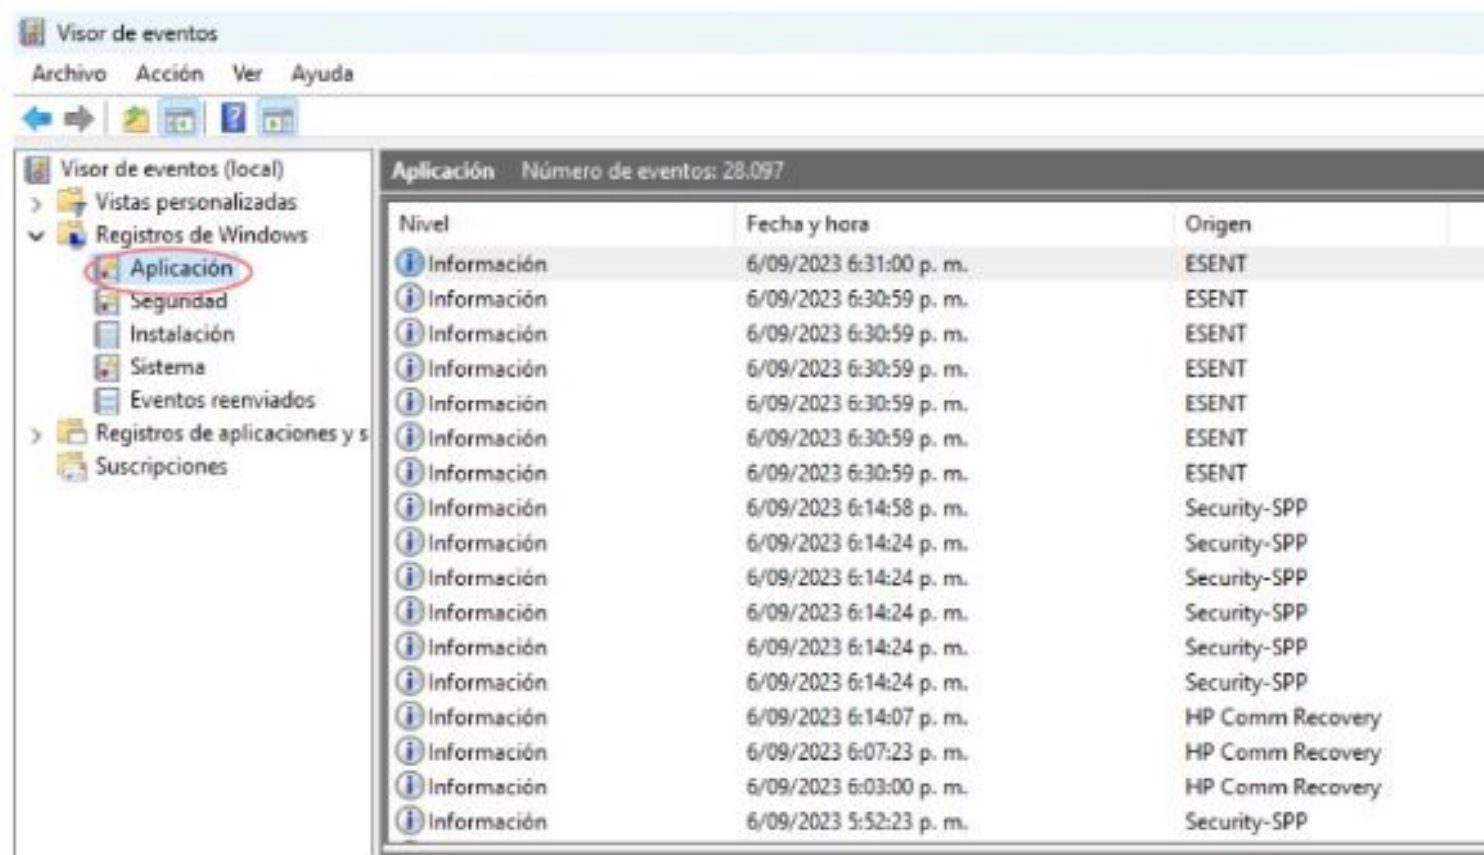 Visor de eventos
Archivo Acción Ver Ayuda
Visor de eventos (local)
Vistas personalizadas
Registros de Windows
Aplicación
Seguridad
Instalación
Sistema
Eventos reenviados
Registros de aplicaciones y s
Suscripciones
Aplicación Número de eventos: 28.097
Nivel Fecha y hora Origen
Información 6/09/2023 6:31:00 p. m. ESENT
Información 6/09/2023 6:30:59 p. m. ESENT
Información 6/09/2023 6:30:59 p. m. ESENT
Información 6/09/2023 6:30:59 p. m. ESENT
Información 6/09/2023 6:30:59 p. m. ESENT
Información 6/09/2023 6:30:59 p. m. ESENT
Información 6/09/2023 6:30:59 p. m. ESENT
Información 6/09/2023 6:14:58 p. m. Security-SPP
Información 6/09/2023 6:14:24 p. m. Security-SPP
Información 6/09/2023 6:14:24 p. m. Security-SPP
Información 6/09/2023 6:14:24 p. m. Security-SPP
Información 6/09/2023 6:14:24 p. m. Security-SPP
Información 6/09/2023 6:14:24 p. m. Security-SPP
Información 6/09/2023 6:14:07 p. m. HP Comm Recovery
Información 6/09/2023 6:07:23 p. m. HP Comm Recovery
Información 6/09/2023 6:03:00 p. m. HP Comm Recovery
Información 6/09/2023 5:52:23 p. m. Security-SPP